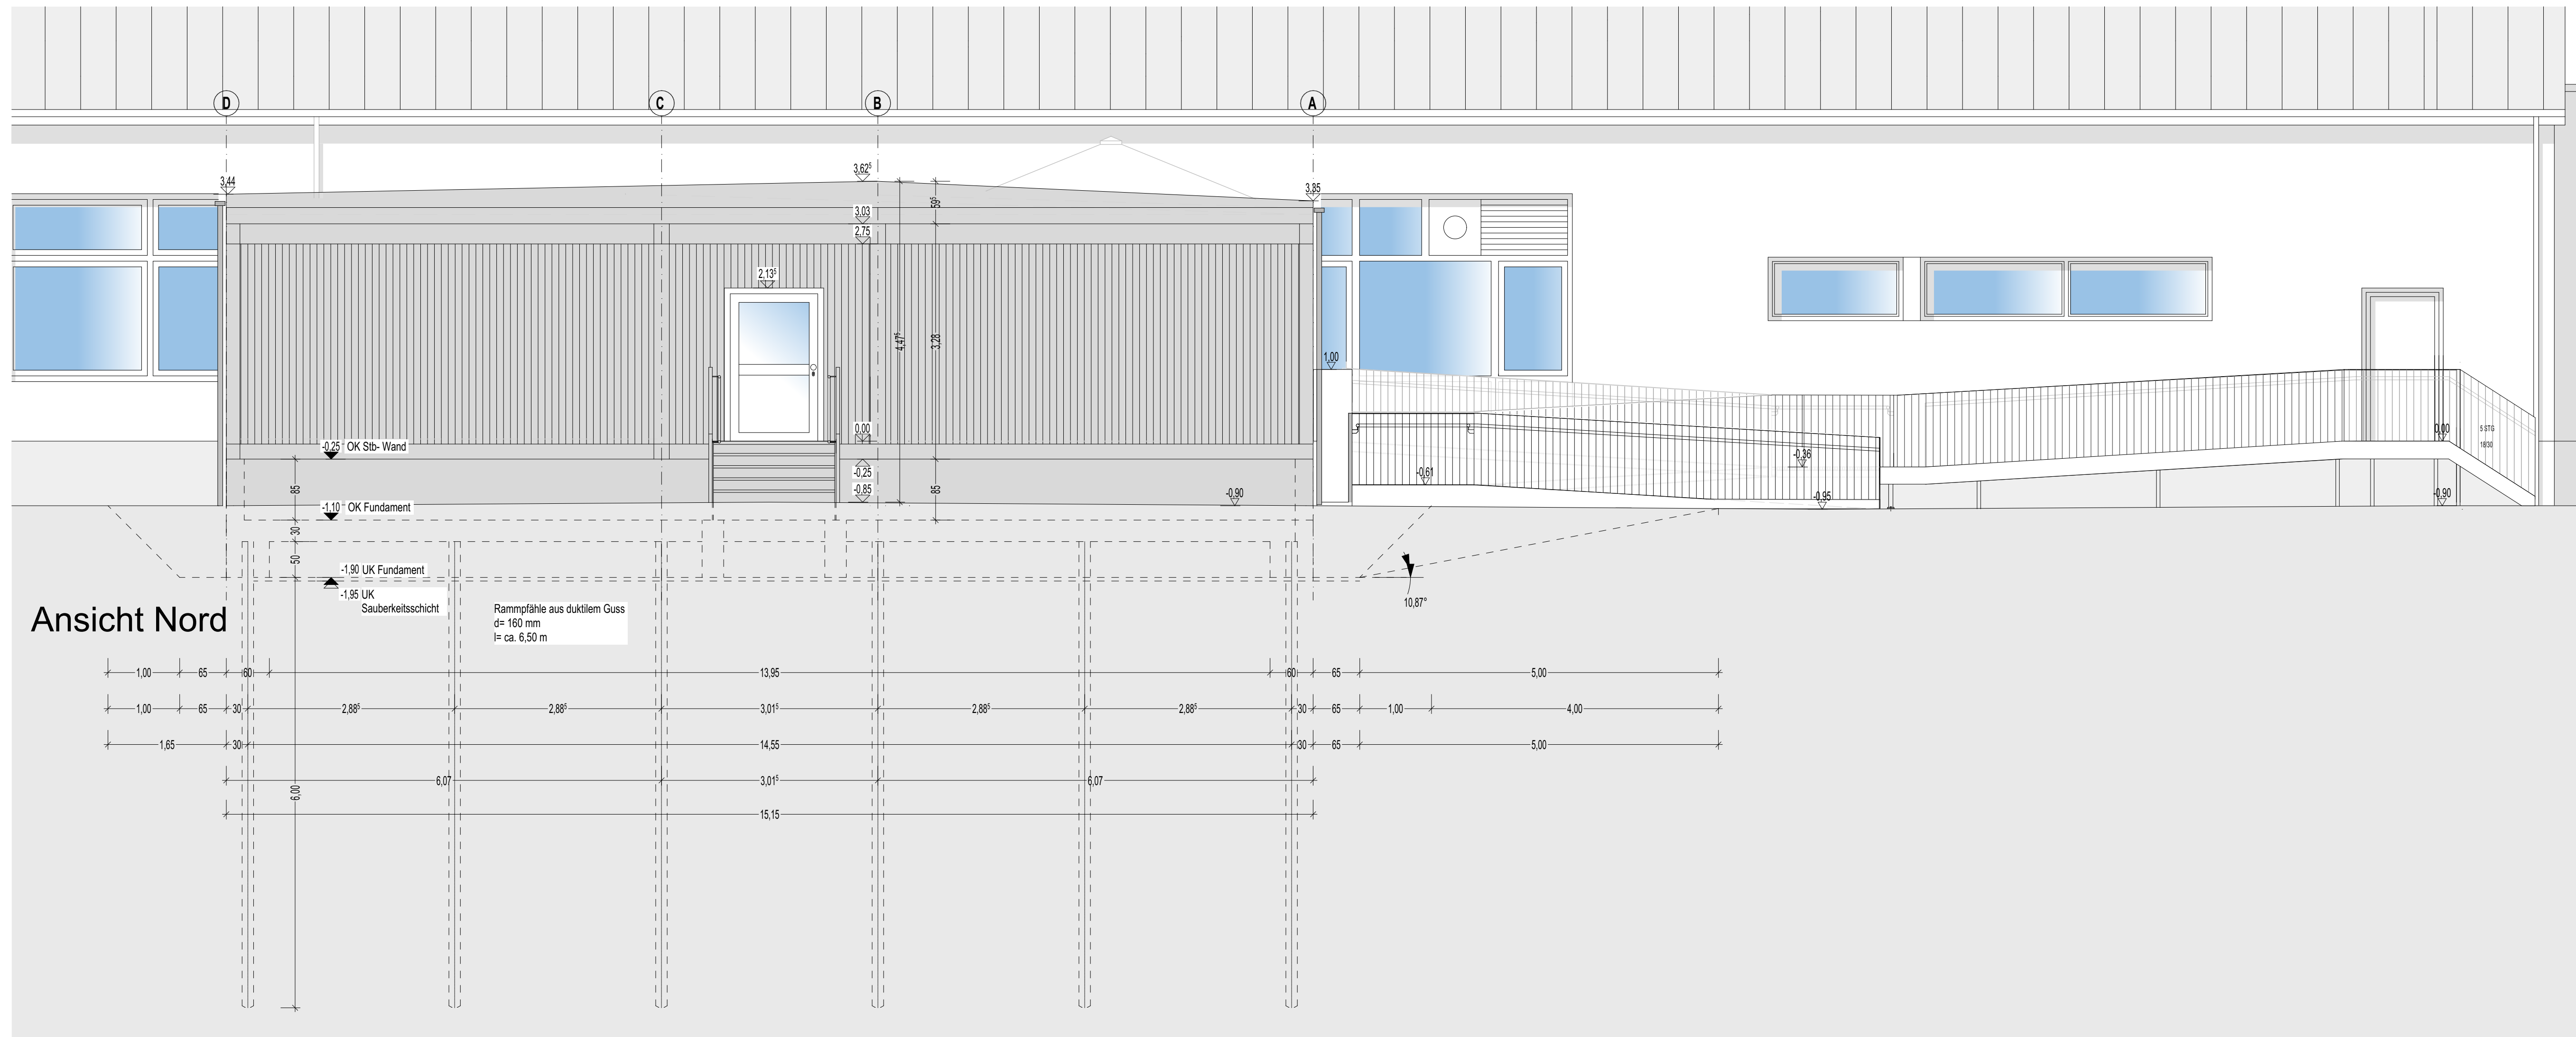 D
C
B
A
3,44
3,62⁵
3,35
59⁵
3,03
2,75
2,13⁵
4,47⁵
3,28
1,00
0,00
-0,25 OK Stb- Wand
-0,25
-0,85
85
85
-0,90
-0,61
-0,36
-0,95
0,00
5 STG
18/30
-0,90
-1,10 OK Fundament
30
50
-1,90 UK Fundament
-1,95 UK
Sauberkeitsschicht
Rammpfähle aus duktilem Guss
d= 160 mm
l= ca. 6,50 m
10,87°
Ansicht Nord
1,00 65 60 13,95 60 65 5,00
1,00 65 30 2,88⁵ 2,88⁵ 3,01⁵ 2,88⁵ 2,88⁵ 30 65 1,00 4,00
1,65 30 14,55 30 65 5,00
6,07 3,01⁵ 6,07
6,00
15,15